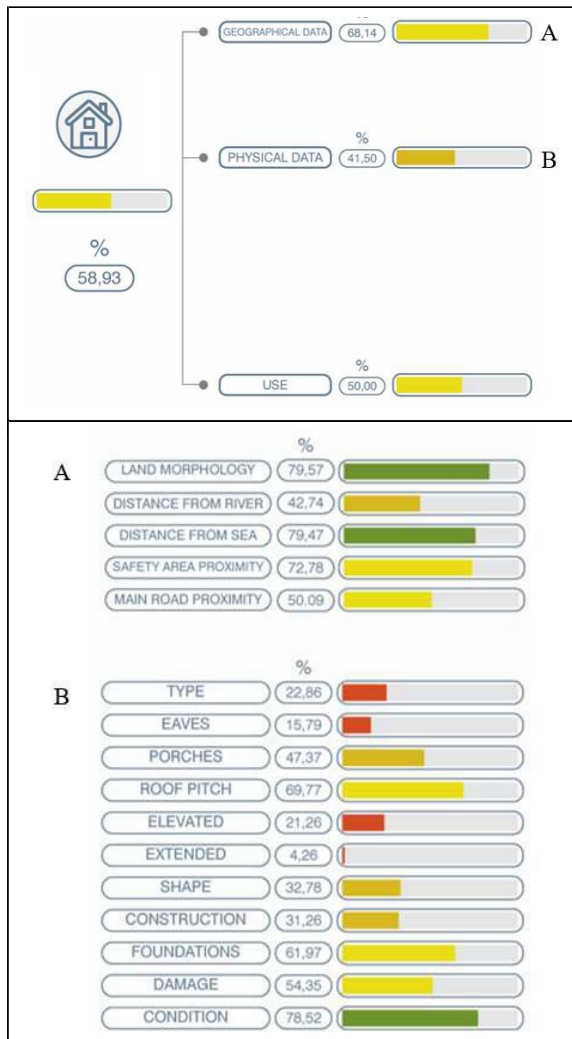 GEOGRAPHICAL DATA 68,14 A
%
PHYSICAL DATA 41,50 B
%
58,93
%
USE 50,00
%
A LAND MORPHOLOGY 79,57
DISTANCE FROM RIVER 42,74
DISTANCE FROM SEA 79,47
SAFETY AREA PROXIMITY 72,78
MAIN ROAD PROXIMITY 50.09
%
B TYPE 22,86
EAVES 15,79
PORCHES 47,37
ROOF PITCH 69,77
ELEVATED 21,26
EXTENDED 4,26
SHAPE 32,78
CONSTRUCTION 31,26
FOUNDATIONS 61,97
DAMAGE 54,35
CONDITION 78,52